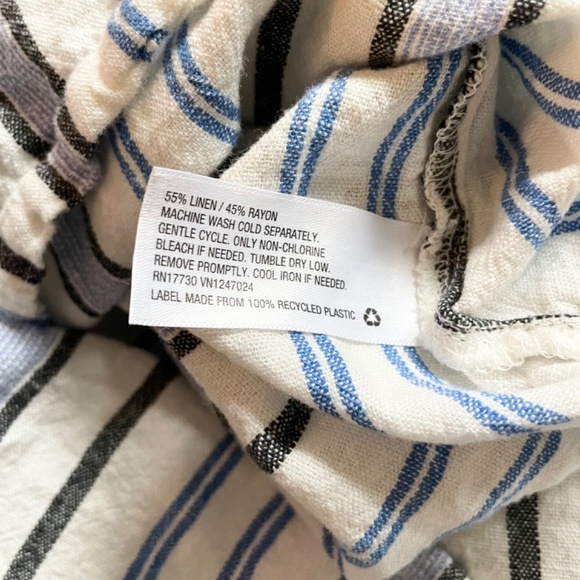 55% LINEN / 45% RAYON
MACHINE WASH COLD SEPARATELY.
GENTLE CYCLE. ONLY NON-CHLORINE
BLEACH IF NEEDED. TUMBLE DRY LOW.
REMOVE PROMPTLY. COOL IRON IF NEEDED.
RN17730 VN1247024
LABEL MADE FROM 100% RECYCLED PLASTIC